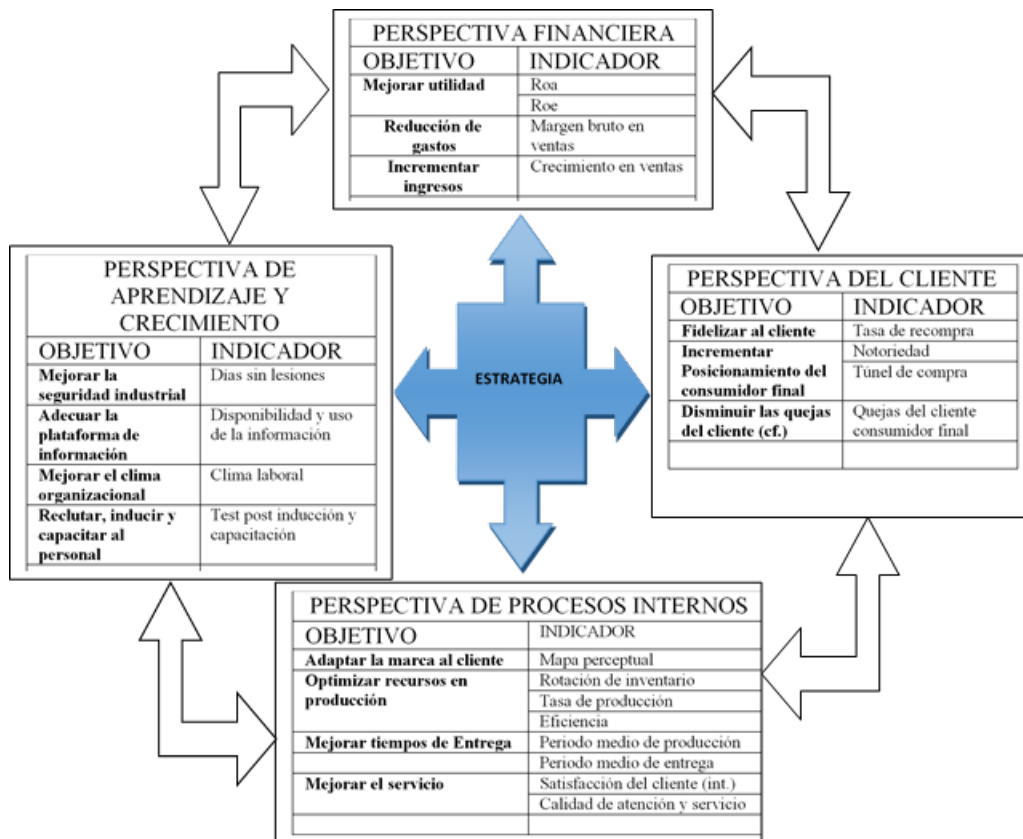 PERSPECTIVA FINANCIERA
OBJETIVO INDICADOR
Mejorar utilidad Roa
Roe
Reducción de Margen bruto en
gastos ventas
Incrementar Crecimiento en ventas
ingresos
PERSPECTIVA DE
APRENDIZAJE Y
CRECIMIENTO
OBJETIVO INDICADOR
Mejorar la Dias sin lesiones
seguridad industrial
Adecuar la Disponibilidad y uso
plataforma de de la información
información
Mejorar el clima Clima laboral
organizacional
Reclutar, inducir y Test post inducción y
capacitar al capacitación
personal
ESTRATEGIA
PERSPECTIVA DEL CLIENTE
OBJETIVO INDICADOR
Fidelizar al cliente Tasa de recompra
Incrementar Notoriedad
Posicionamiento del Túnel de compra
consumidor final
Disminuir las quejas Quejas del cliente
del cliente (cf.) consumidor final
PERSPECTIVA DE PROCESOS INTERNOS
OBJETIVO INDICADOR
Adaptar la marca al cliente Mapa perceptual
Optimizar recursos en Rotación de inventario
producción Tasa de producción
Eficiencia
Mejorar tiempos de Entrega Periodo medio de producción
Periodo medio de entrega
Mejorar el servicio Satisfacción del cliente (int.)
Calidad de atención y servicio